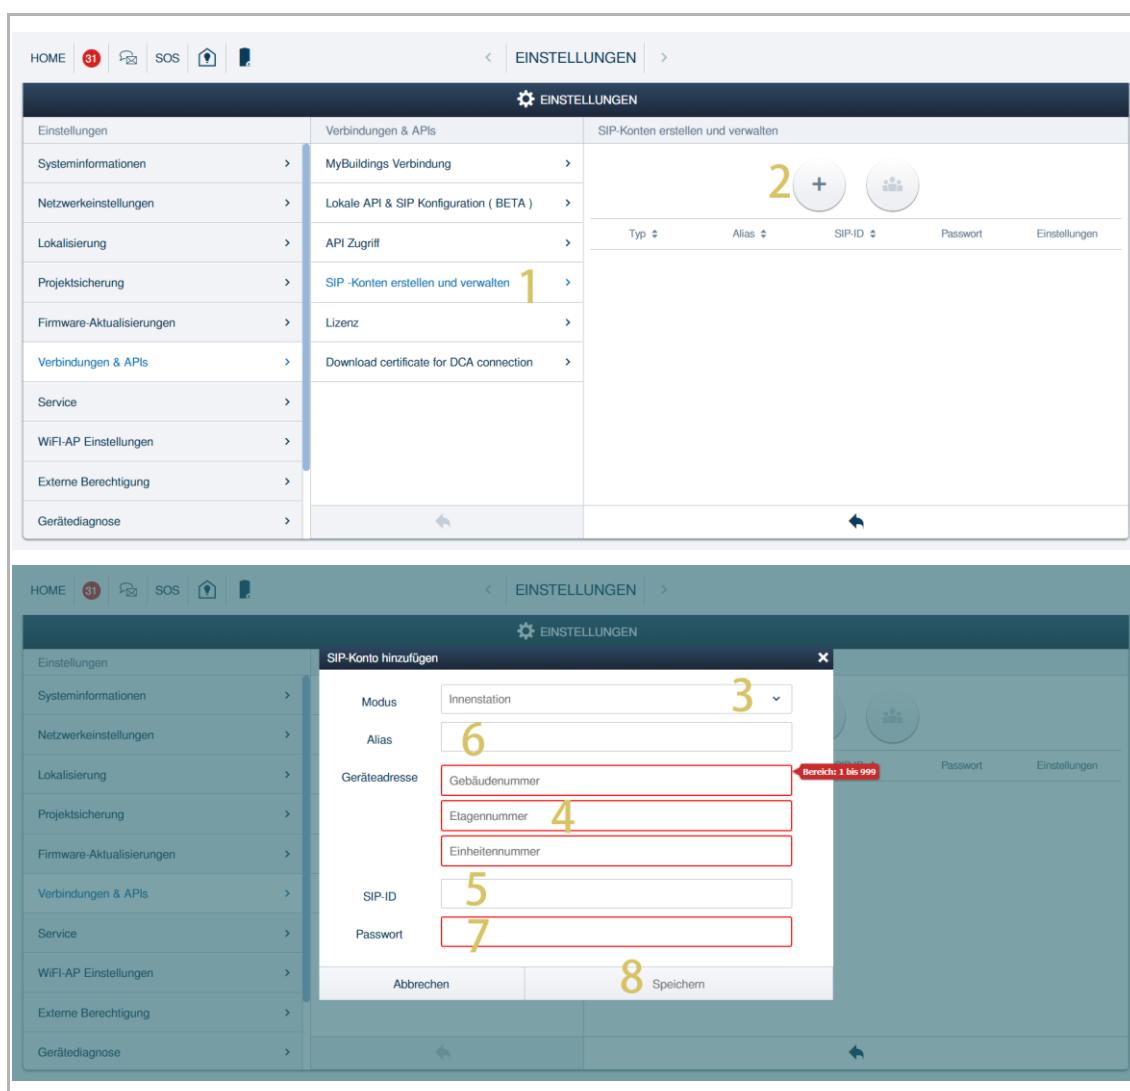 HOME 31 SOS < EINSTELLUNGEN >
EINSTELLUNGEN
Einstellungen Verbindungen & APIs SIP-Konten erstellen und verwalten
Systeminformationen MyBuildings Verbindung 2 +
Netzwerkeinstellungen Lokale API & SIP Konfiguration ( BETA )
Typ Alias SIP-ID Passwort Einstellungen
Lokalisierung API Zugriff
Projektsicherung SIP -Konten erstellen und verwalten 1
Firmware-Aktualisierungen Lizenz
Verbindungen & APIs Download certificate for DCA connection
Service
WiFI-AP Einstellungen
Externe Berechtigung
Gerätediagnose
HOME 31 SOS < EINSTELLUNGEN >
EINSTELLUNGEN
Einstellungen SIP-Konto hinzufügen
Systeminformationen Modus Innenstation 3
Netzwerkeinstellungen Alias 6
Lokalisierung Geräteadresse Gebäudenummer Bereich: 1 bis 999 Passwort Einstellungen
Projektsicherung Etagennummer 4
Firmware-Aktualisierungen Einheitennummer
Verbindungen & APIs SIP-ID 5
Service Passwort 7
WiFI-AP Einstellungen Abbrechen 8 Speichern
Externe Berechtigung
Gerätediagnose